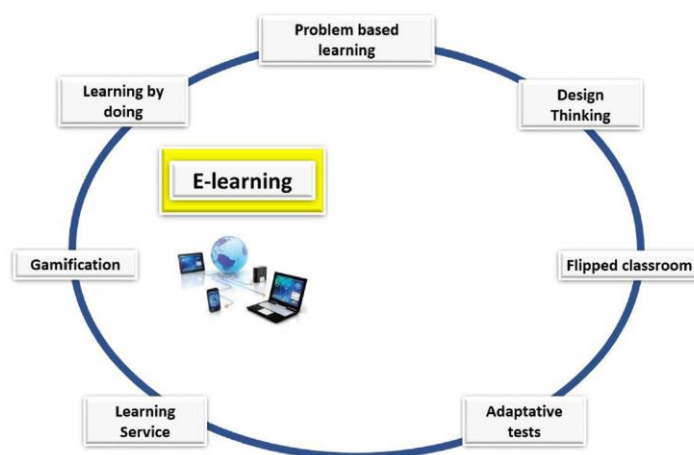 Problem based
learning
Learning by
doing
Design
Thinking
E-learning
Gamification
Flipped classroom
Learning
Service
Adaptative
tests